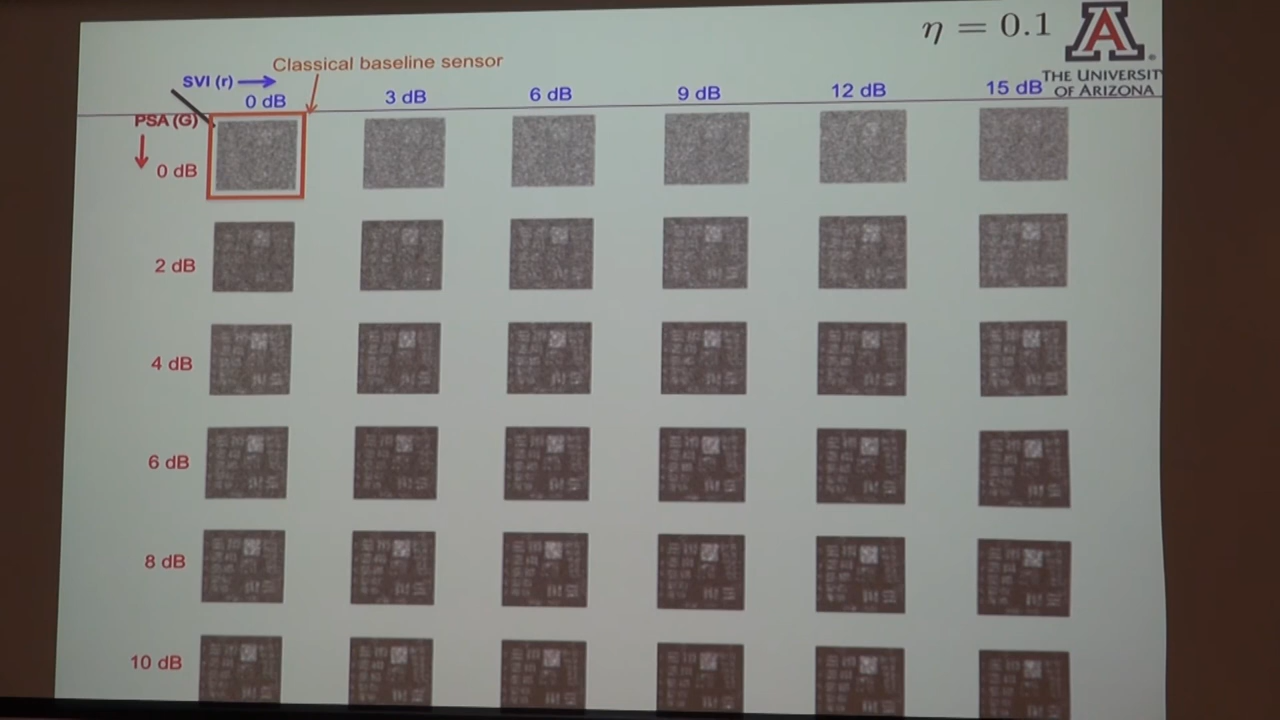 η = 0.1
THE UNIVERSIT
OF ARIZONA
Classical baseline sensor
SVI (r)
0 dB
3 dB
6 dB
9 dB
12 dB
15 dB
PSA (G)
0 dB
2 dB
4 dB
6 dB
8 dB
10 dB